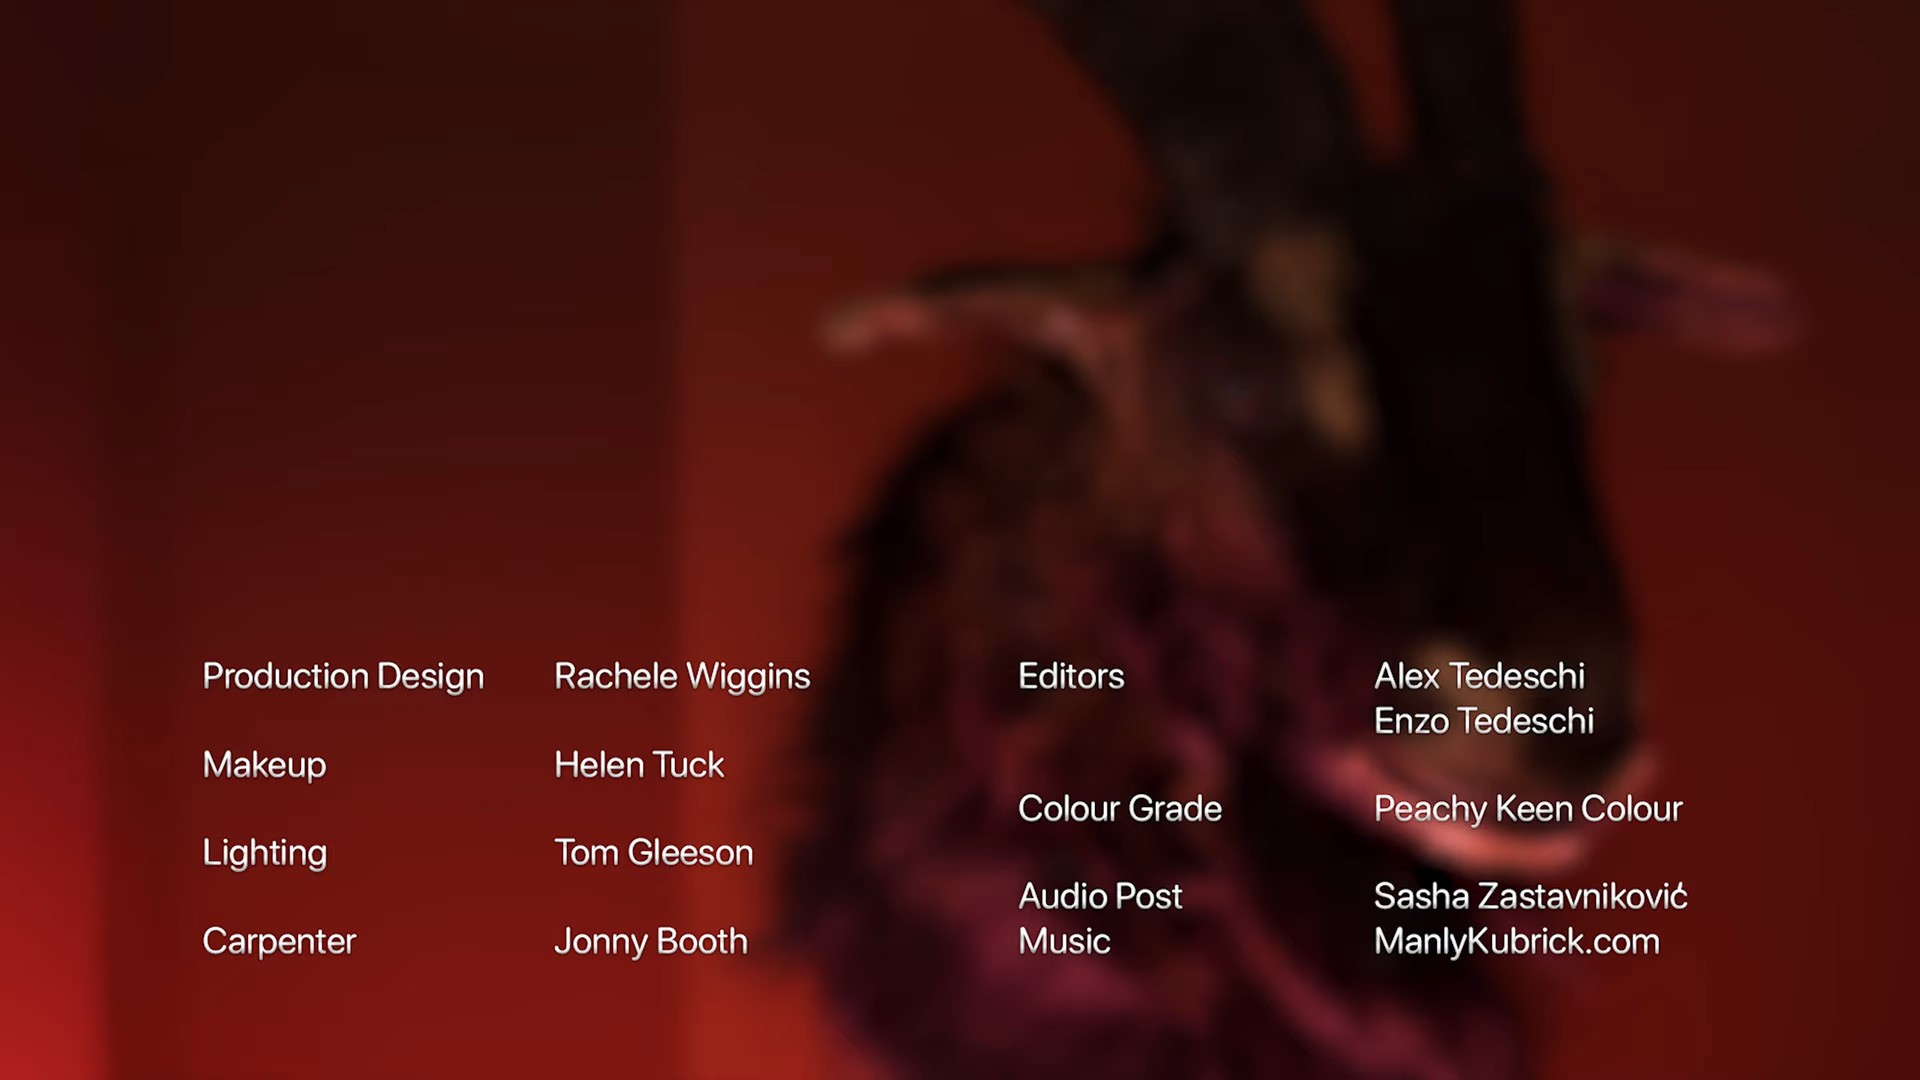 Production Design Rachele Wiggins
Makeup Helen Tuck
Lighting Tom Gleeson
Carpenter Jonny Booth
Editors Alex Tedeschi
Enzo Tedeschi
Colour Grade Peachy Keen Colour
Audio Post Sasha Zastavniković
Music ManlyKubrick.com